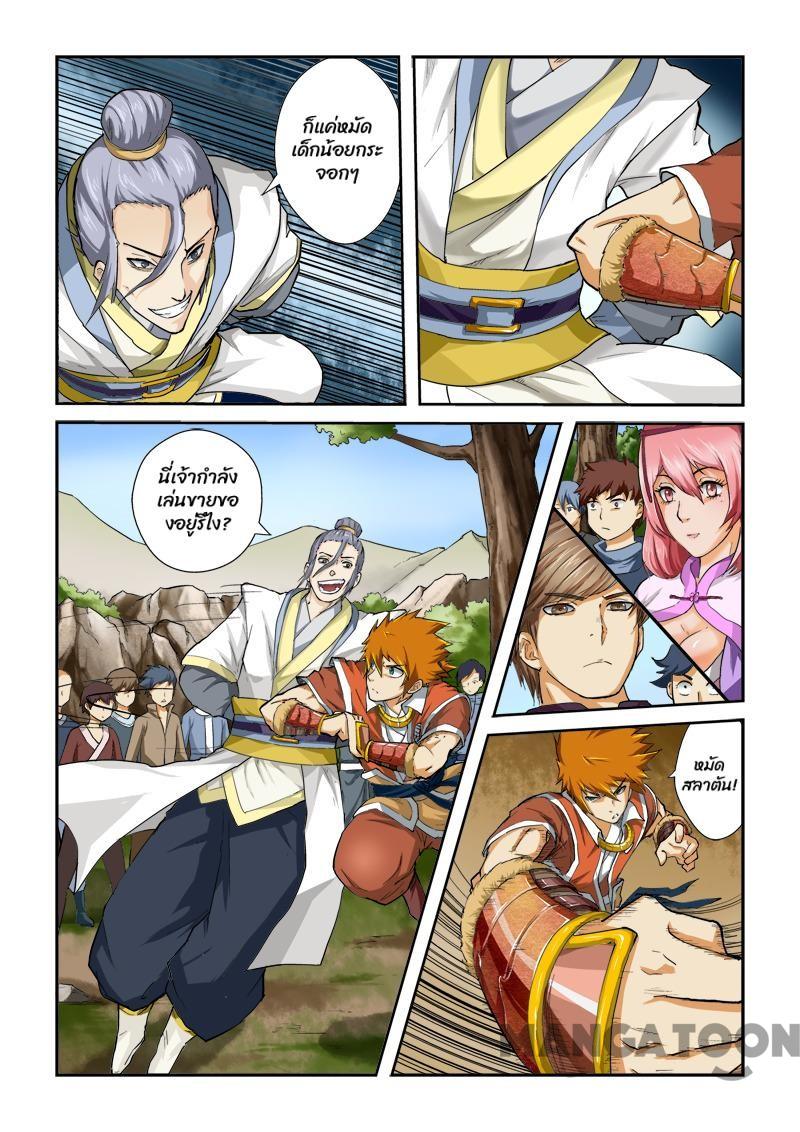 ก็แค่หมัด
เด็กน้อยกระ
จอกๆ
นี่เจ้ากำลัง
เล่นขายขอ
งอยู่รึไง?
หมัด
สลาตัน!
MANGATOON